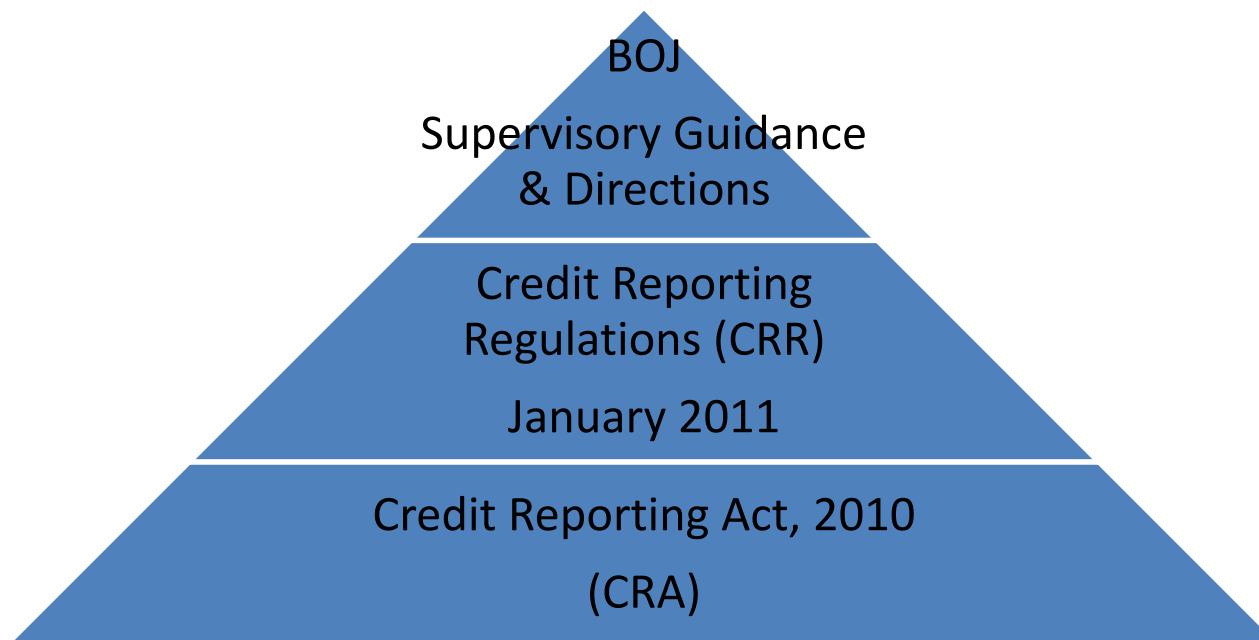 BOJ
Supervisory Guidance
& Directions
Credit Reporting
Regulations (CRR)
January 2011
Credit Reporting Act, 2010
(CRA)